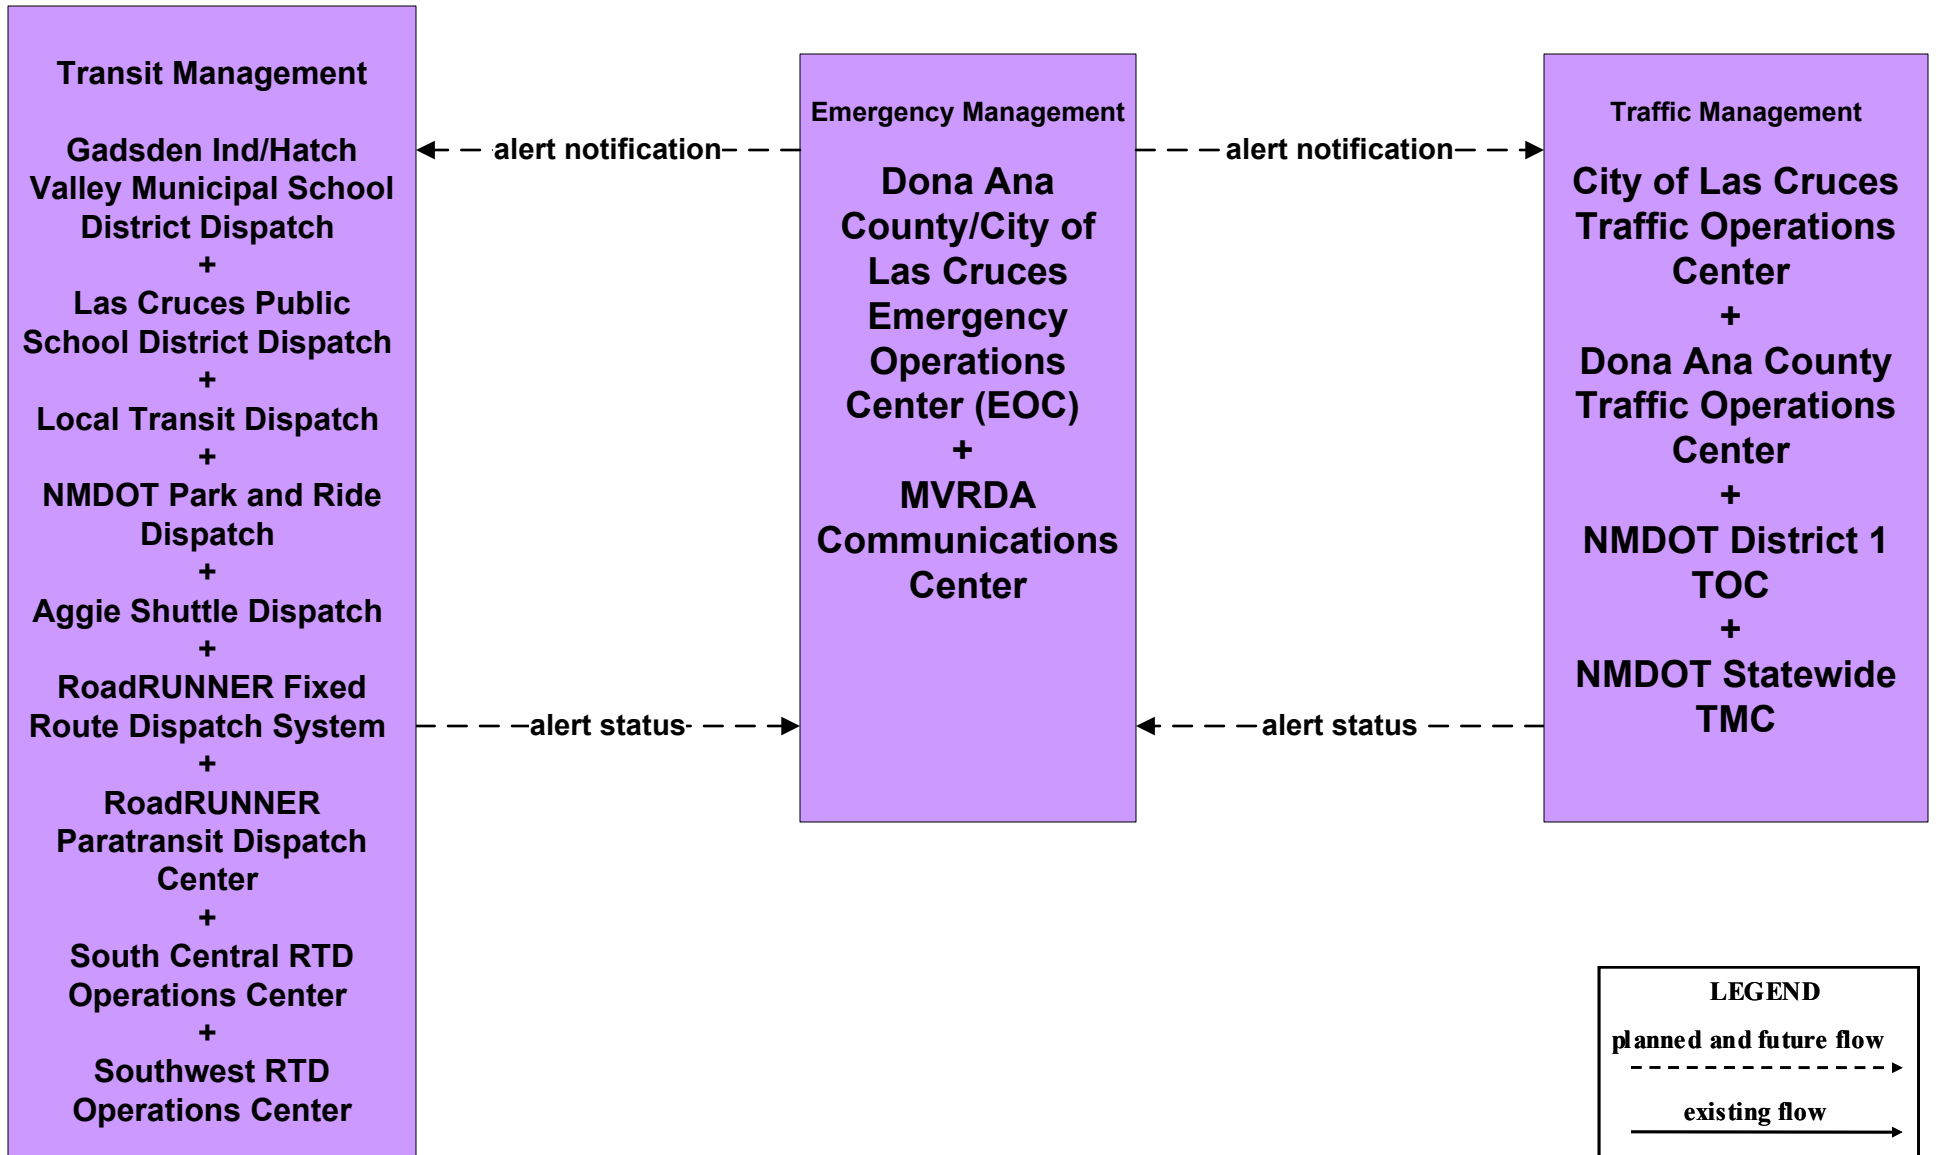 Transit Management
Gadsden Ind/Hatch
Valley Municipal School
District Dispatch
+
Las Cruces Public
School District Dispatch
+
Local Transit Dispatch
+
NMDOT Park and Ride
Dispatch
+
Aggie Shuttle Dispatch
+
RoadRUNNER Fixed
Route Dispatch System
+
RoadRUNNER
Paratransit Dispatch
Center
+
South Central RTD
Operations Center
+
Southwest RTD
Operations Center
alert notification
alert status
Emergency Management
Dona Ana
County/City of
Las Cruces
Emergency
Operations
Center (EOC)
+
MVRDA
Communications
Center
alert notification
alert status
Traffic Management
City of Las Cruces
Traffic Operations
Center
+
Dona Ana County
Traffic Operations
Center
+
NMDOT District 1
TOC
+
NMDOT Statewide
TMC
LEGEND
planned and future flow
existing flow